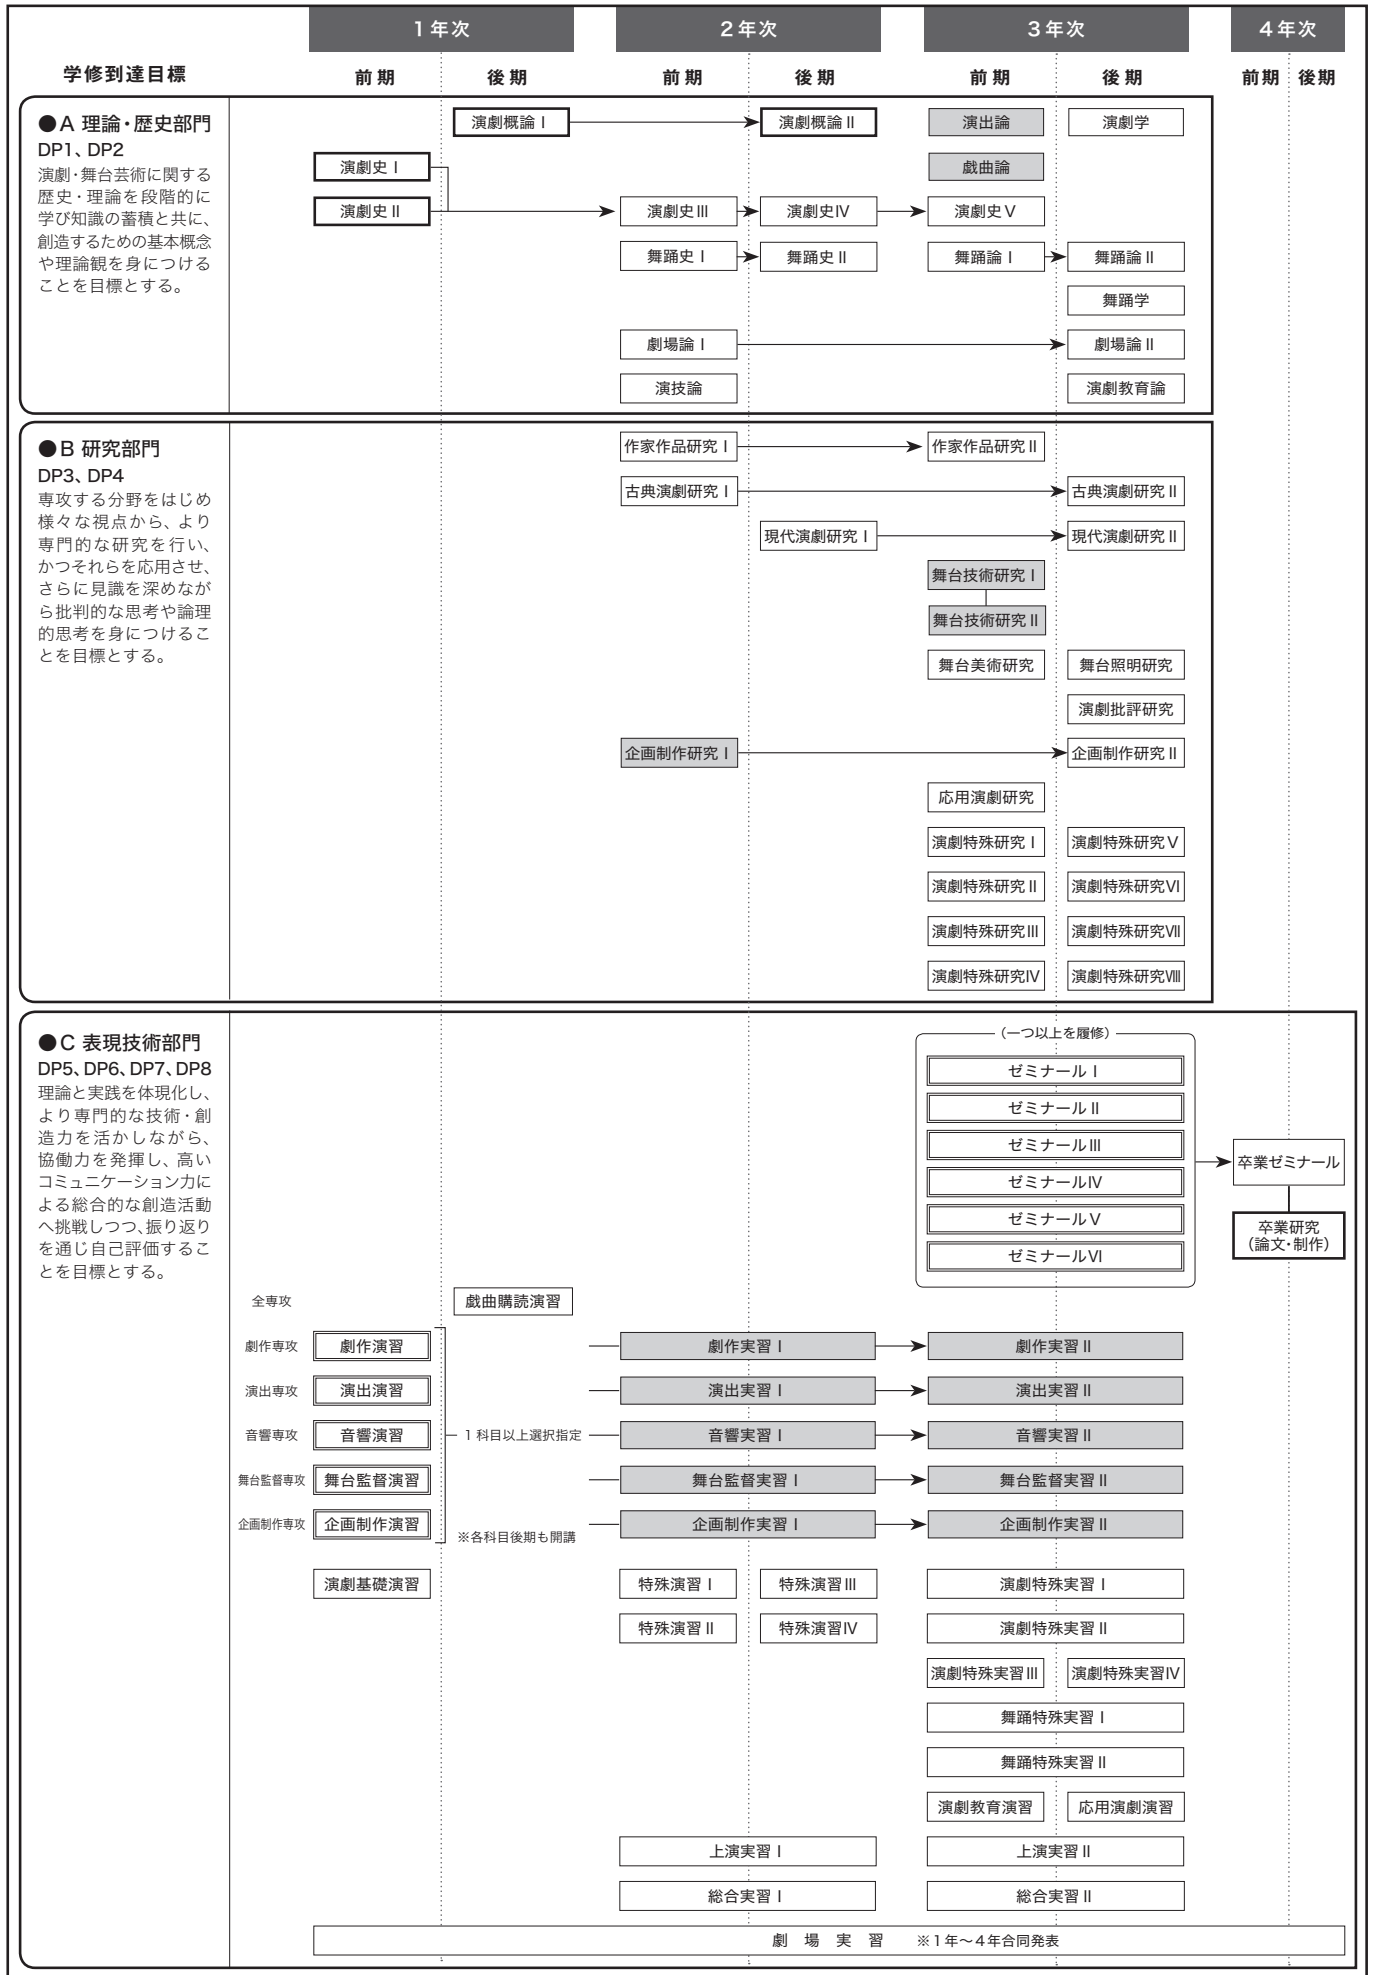 1年次 2年次 3年次 4年次
学修到達目標 前期 後期 前期 後期 前期 後期 前期 後期
●A 理論・歴史部門
DP1、DP2
演劇・舞台芸術に関する
歴史・理論を段階的に
学び知識の蓄積と共に、
創造するための基本概念
や理論観を身につける
ことを目標とする。
演劇概論Ⅰ 演劇概論Ⅱ 演出論 演劇学
演劇史Ⅰ 戯曲論
演劇史Ⅱ 演劇史Ⅲ 演劇史Ⅳ 演劇史Ⅴ
舞踊史Ⅰ 舞踊史Ⅱ 舞踊論Ⅰ 舞踊論Ⅱ
舞踊学
劇場論Ⅰ 劇場論Ⅱ
演技論 演劇教育論
●B 研究部門
DP3、DP4
専攻する分野をはじめ
様々な視点から、より
専門的な研究を行い、
かつそれらを応用させ、
さらに見識を深めなが
ら批判的な思考や論理
的思考を身につけるこ
とを目標とする。
作家作品研究Ⅰ 作家作品研究Ⅱ
古典演劇研究Ⅰ 古典演劇研究Ⅱ
現代演劇研究Ⅰ 現代演劇研究Ⅱ
舞台技術研究Ⅰ
舞台技術研究Ⅱ
舞台美術研究 舞台照明研究
演劇批評研究
企画制作研究Ⅰ 企画制作研究Ⅱ
応用演劇研究
演劇特殊研究Ⅰ 演劇特殊研究Ⅴ
演劇特殊研究Ⅱ 演劇特殊研究Ⅵ
演劇特殊研究Ⅲ 演劇特殊研究Ⅶ
演劇特殊研究Ⅳ 演劇特殊研究Ⅷ
●C 表現技術部門
DP5、DP6、DP7、DP8
理論と実践を体現化し、
より専門的な技術・創
造力を活かしながら、
協働力を発揮し、高い
コミュニケーション力に
よる総合的な創造活動
へ挑戦しつつ、振り返り
を通じ自己評価するこ
とを目標とする。
(一つ以上を履修)
ゼミナールⅠ
ゼミナールⅡ
ゼミナールⅢ
ゼミナールⅣ
ゼミナールⅤ
ゼミナールⅥ
卒業ゼミナール
卒業研究
(論文・制作)
全専攻 戯曲購読演習
劇作専攻 劇作演習 劇作実習Ⅰ 劇作実習Ⅱ
演出専攻 演出演習 演出実習Ⅰ 演出実習Ⅱ
音響専攻 音響演習 1科目以上選択指定 音響実習Ⅰ 音響実習Ⅱ
舞台監督専攻 舞台監督演習 舞台監督実習Ⅰ 舞台監督実習Ⅱ
企画制作専攻 企画制作演習 企画制作実習Ⅰ 企画制作実習Ⅱ
※各科目後期も開講
演劇基礎演習 特殊演習Ⅰ 特殊演習Ⅲ 演劇特殊実習Ⅰ
特殊演習Ⅱ 特殊演習Ⅳ 演劇特殊実習Ⅱ
演劇特殊実習Ⅲ 演劇特殊実習Ⅳ
舞踊特殊実習Ⅰ
舞踊特殊実習Ⅱ
演劇教育演習 応用演劇演習
上演実習Ⅰ 上演実習Ⅱ
総合実習Ⅰ 総合実習Ⅱ
劇場実習 ※1年〜4年合同発表